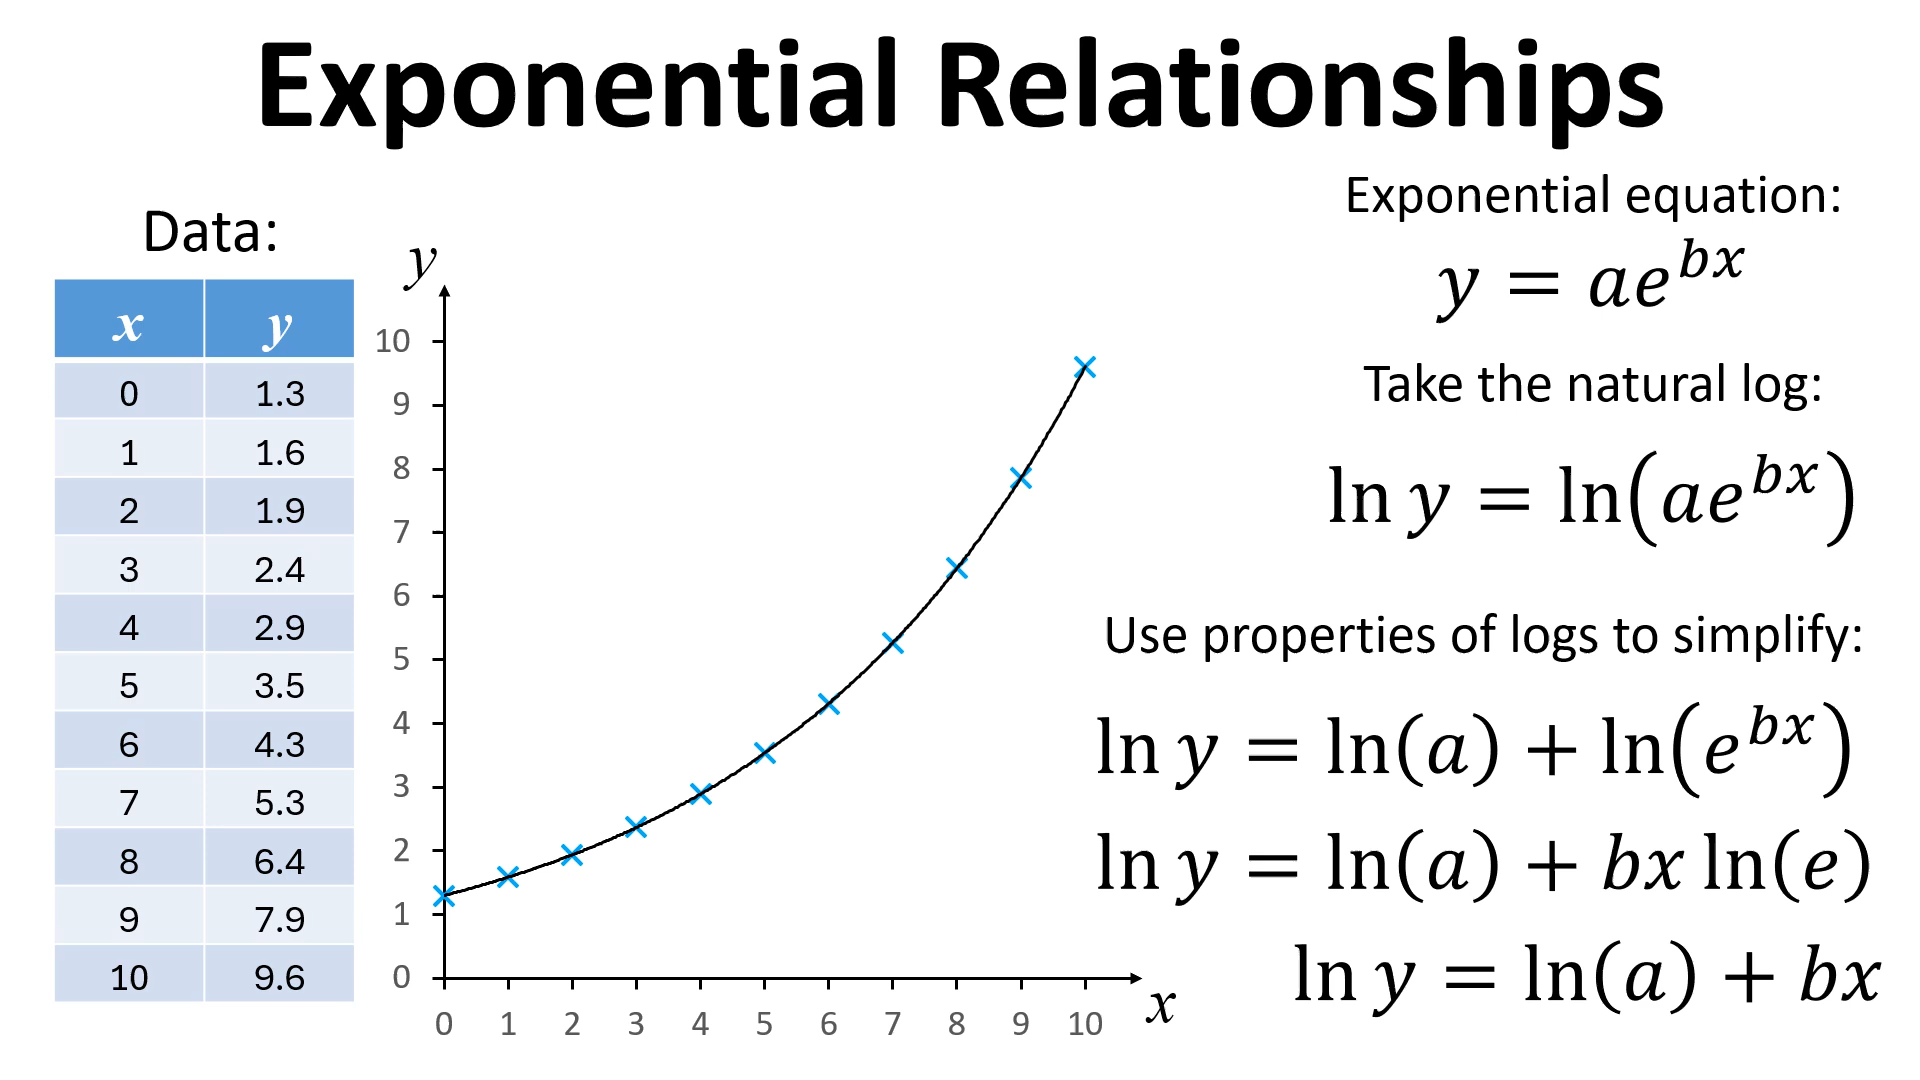 Exponential Relationships
Data:
x y
0 1.3
1 1.6
2 1.9
3 2.4
4 2.9
5 3.5
6 4.3
7 5.3
8 6.4
9 7.9
10 9.6
y
10
9
8
7
6
5
4
3
2
1
0
0 1 2 3 4 5 6 7 8 9 10
x
Exponential equation:
y = ae^{bx}
Take the natural log:
ln y = ln(ae^{bx})
Use properties of logs to simplify:
ln y = ln(a) + ln(e^{bx})
ln y = ln(a) + bx ln(e)
ln y = ln(a) + bx